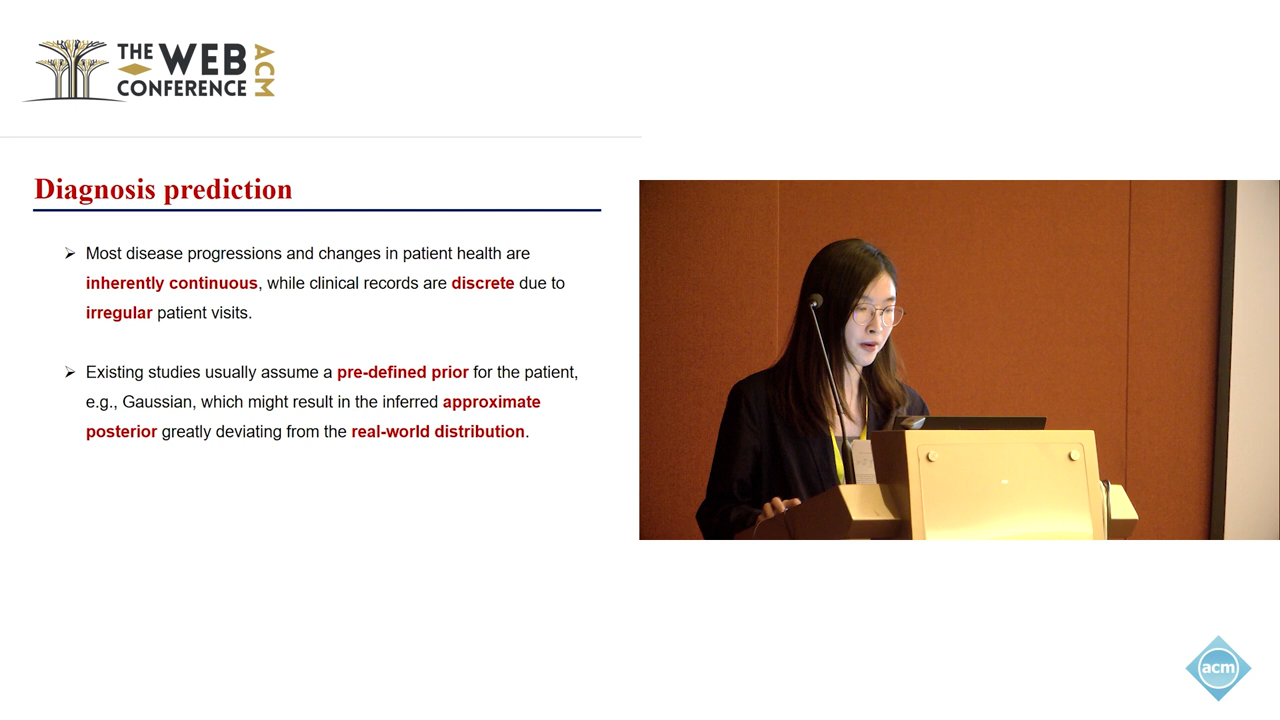 THE WEB
CONFERENCE
ACM
Diagnosis prediction
➢ Most disease progressions and changes in patient health are
inherently continuous, while clinical records are discrete due to
irregular patient visits.
➢ Existing studies usually assume a pre-defined prior for the patient,
e.g., Gaussian, which might result in the inferred approximate
posterior greatly deviating from the real-world distribution.
acm